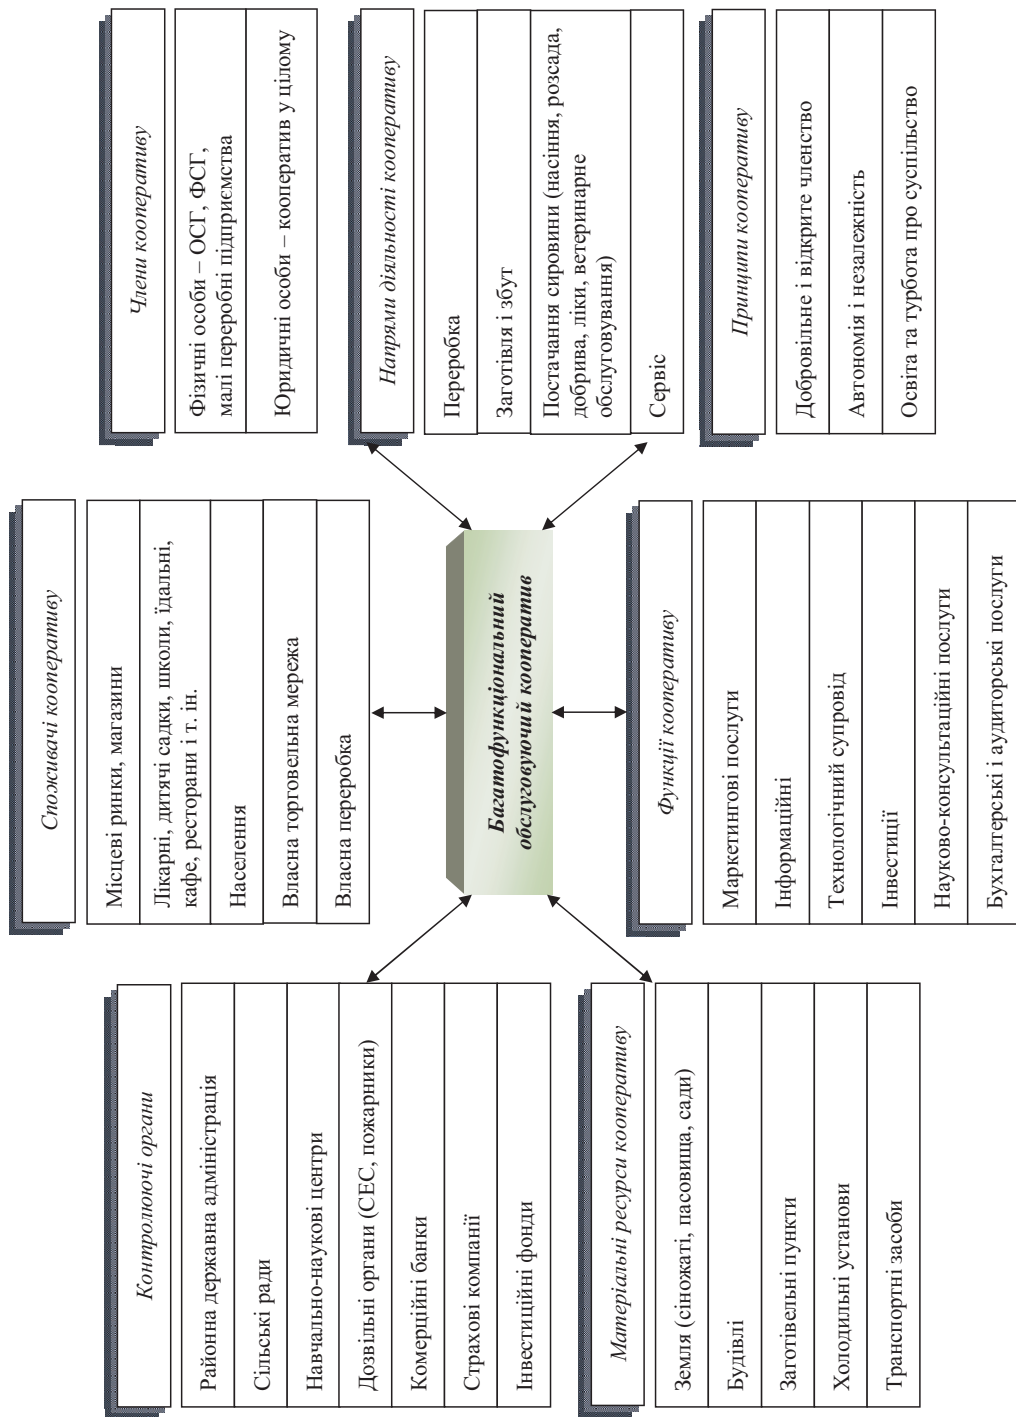 Контролюючі органи
Районна державна адміністрація
Сільські ради
Навчально-наукові центри
Дозвільні органи (СЕС, пожарники)
Комерційні банки
Страхові компанії
Інвестиційні фонди
Споживачі кооперативу
Місцеві ринки, магазини
Лікарні, дитячі садки, школи, їдальні,
кафе, ресторани і т. ін.
Населення
Власна торговельна мережа
Власна переробка
Члени кооперативу
Фізичні особи – ОСГ, ФСГ,
малі переробні підприємства
Юридичні особи – кооператив у цілому
Напрями діяльності кооперативу
Переробка
Заготівля і збут
Постачання сировини (насіння, розсада,
добрива, ліки, ветеринарне
обслуговування)
Сервіс
Багатофункціональний
обслуговуючий кооператив
Матеріальні ресурси кооперативу
Земля (сіножаті, пасовища, сади)
Будівлі
Заготівельні пункти
Холодильні установи
Транспортні засоби
Функції кооперативу
Маркетингові послуги
Інформаційні
Технологічний супровід
Інвестиції
Науково-консультаційні послуги
Бухгалтерські і аудиторські послуги
Принципи кооперативу
Добровільне і відкрите членство
Автономія і незалежність
Освіта та турбота про суспільство